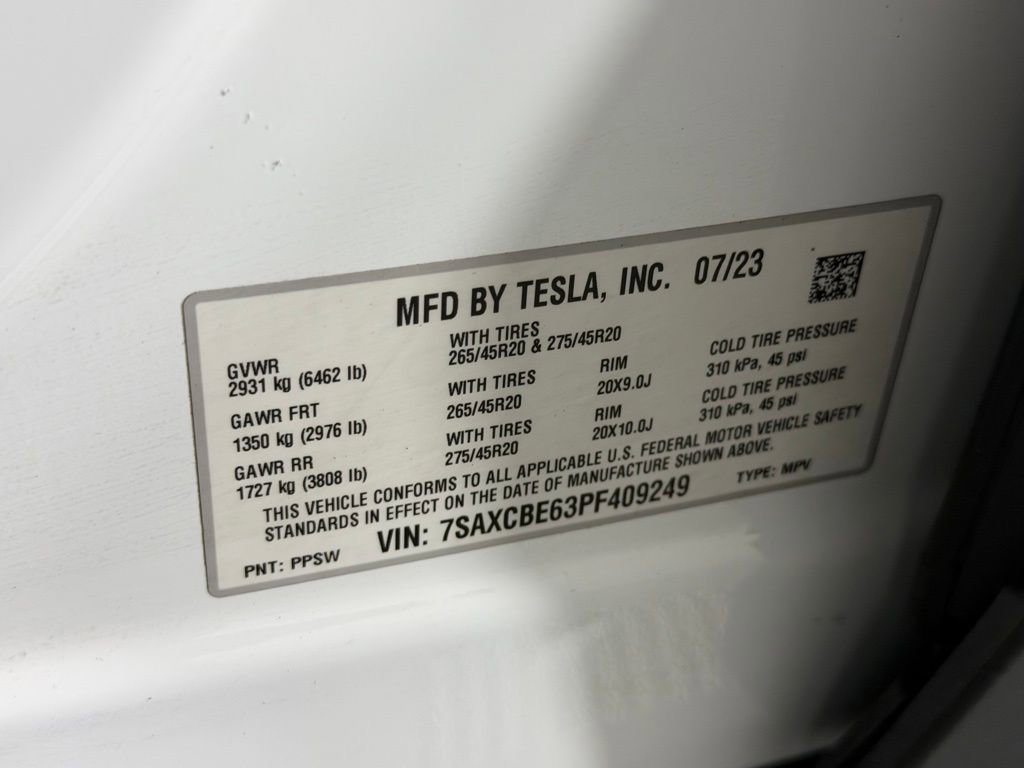 MFD BY TESLA, INC. 07/23
GVWR
2931 kg (6462 lb)
WITH TIRES
265/45R20 & 275/45R20
GAWR FRT
1350 kg (2976 lb)
WITH TIRES
265/45R20
RIM
20X9.0J
COLD TIRE PRESSURE
310 kPa, 45 psi
GAWR RR
1727 kg (3808 lb)
WITH TIRES
275/45R20
RIM
20X10.0J
COLD TIRE PRESSURE
310 kPa, 45 psi
THIS VEHICLE CONFORMS TO ALL APPLICABLE U.S. FEDERAL MOTOR VEHICLE SAFETY
STANDARDS IN EFFECT ON THE DATE OF MANUFACTURE SHOWN ABOVE.
PNT: PPSW VIN: 7SAXCBE63PF409249 TYPE: MPV